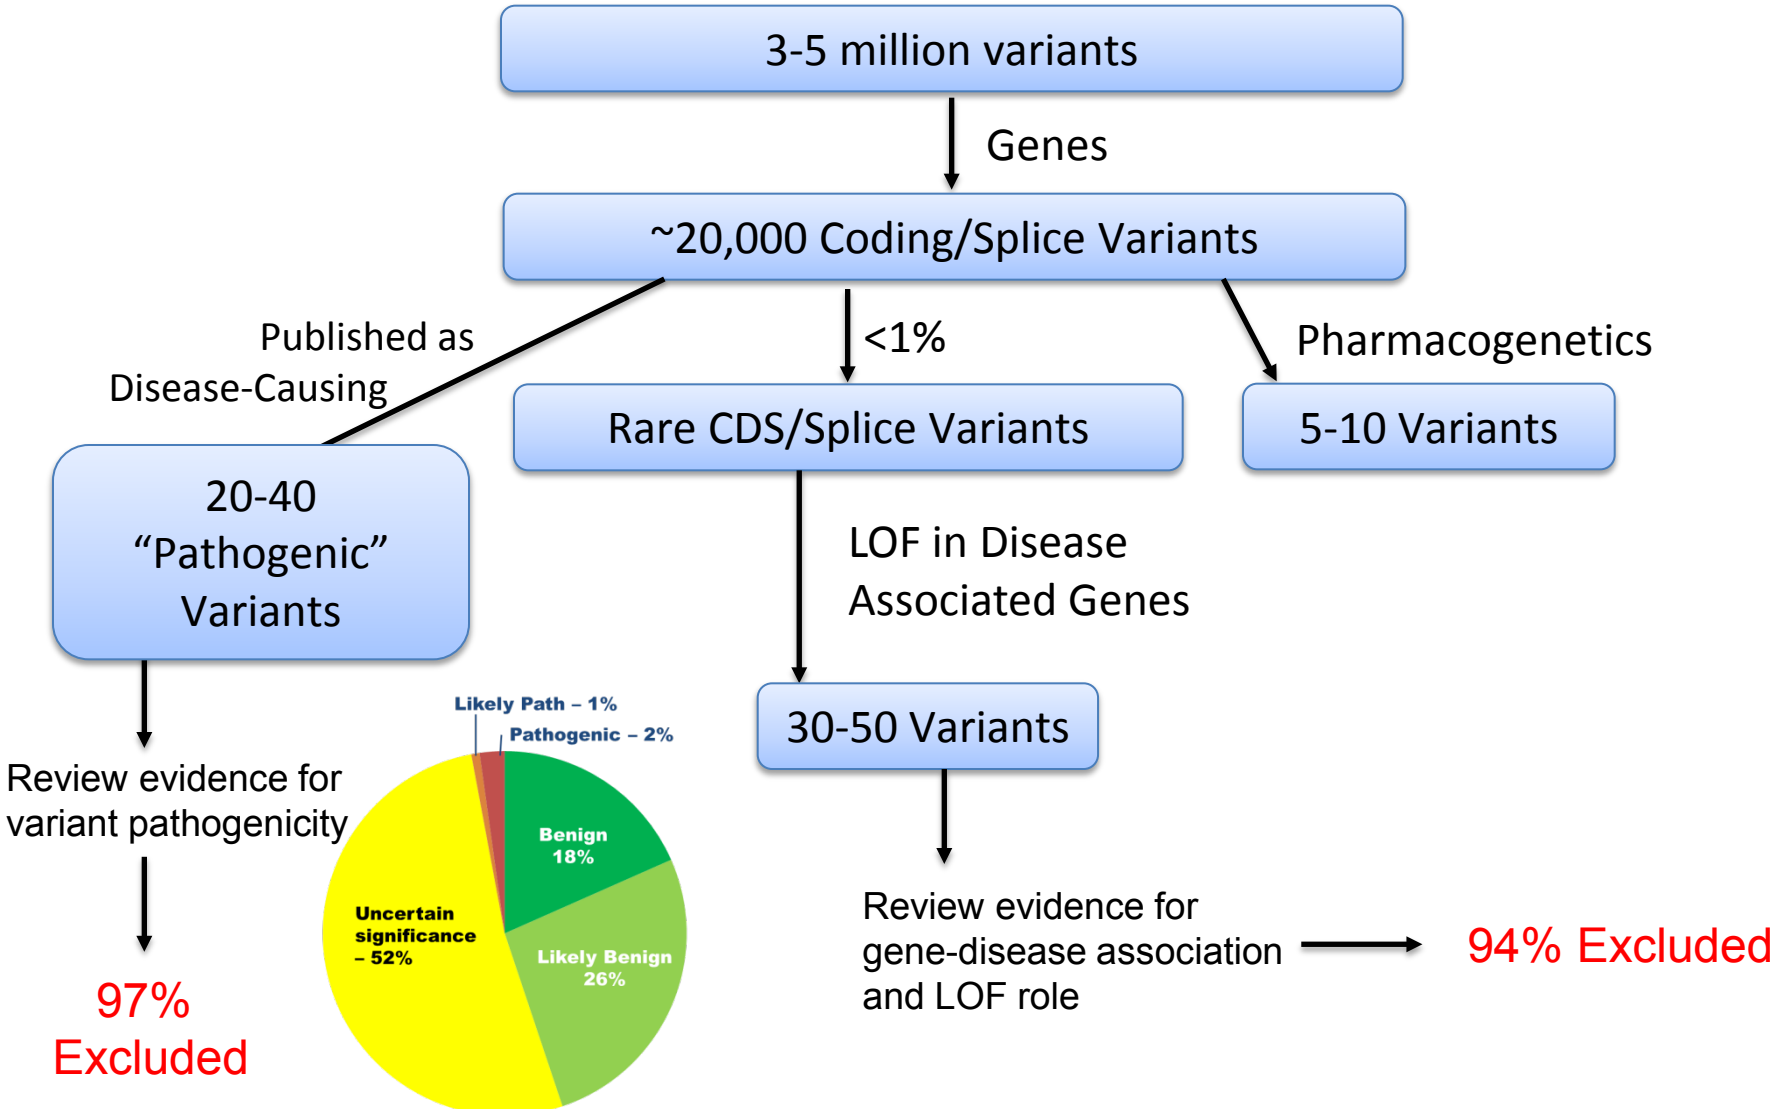 3-5 million variants
Genes
~20,000 Coding/Splice Variants
Published as
Disease-Causing
<1%
Pharmacogenetics
20-40
“Pathogenic”
Variants
Rare CDS/Splice Variants
5-10 Variants
LOF in Disease
Associated Genes
30-50 Variants
Review evidence for
variant pathogenicity
97%
Excluded
Likely Path – 1%
Pathogenic – 2%
Benign
18%
Uncertain
significance
– 52%
Likely Benign
26%
Review evidence for
gene-disease association
and LOF role
94% Excluded